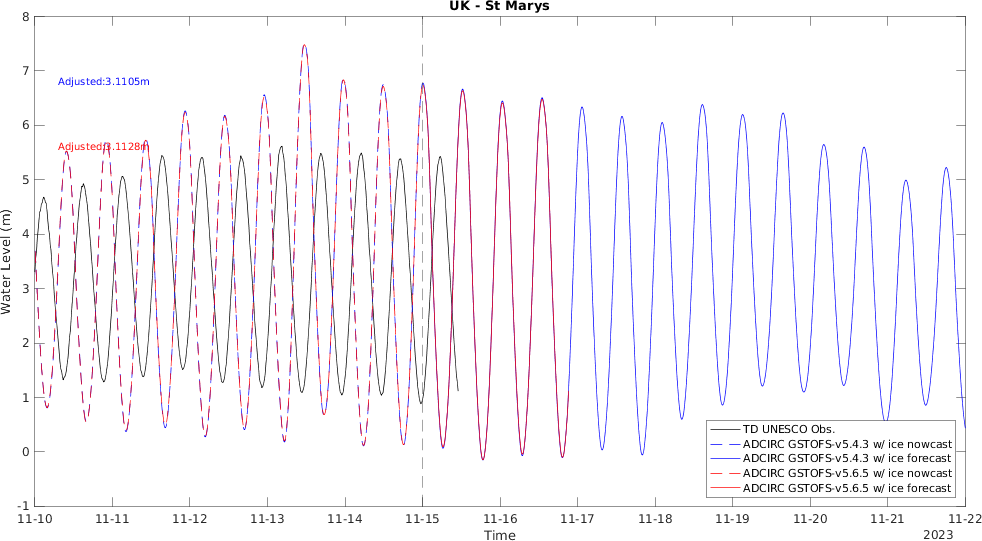 UK - St Marys
8
7
6
5
4
3
2
1
0
-1
Water Level (m)
Adjusted:3.1105m
Adjusted:3.1128m
TD UNESCO Obs.
ADCIRC GSTOFS-v5.4.3 w/ ice nowcast
ADCIRC GSTOFS-v5.4.3 w/ ice forecast
ADCIRC GSTOFS-v5.6.5 w/ ice nowcast
ADCIRC GSTOFS-v5.6.5 w/ ice forecast
11-10 11-11 11-12 11-13 11-14 11-15 11-16 11-17 11-18 11-19 11-20 11-21 11-22
Time
2023